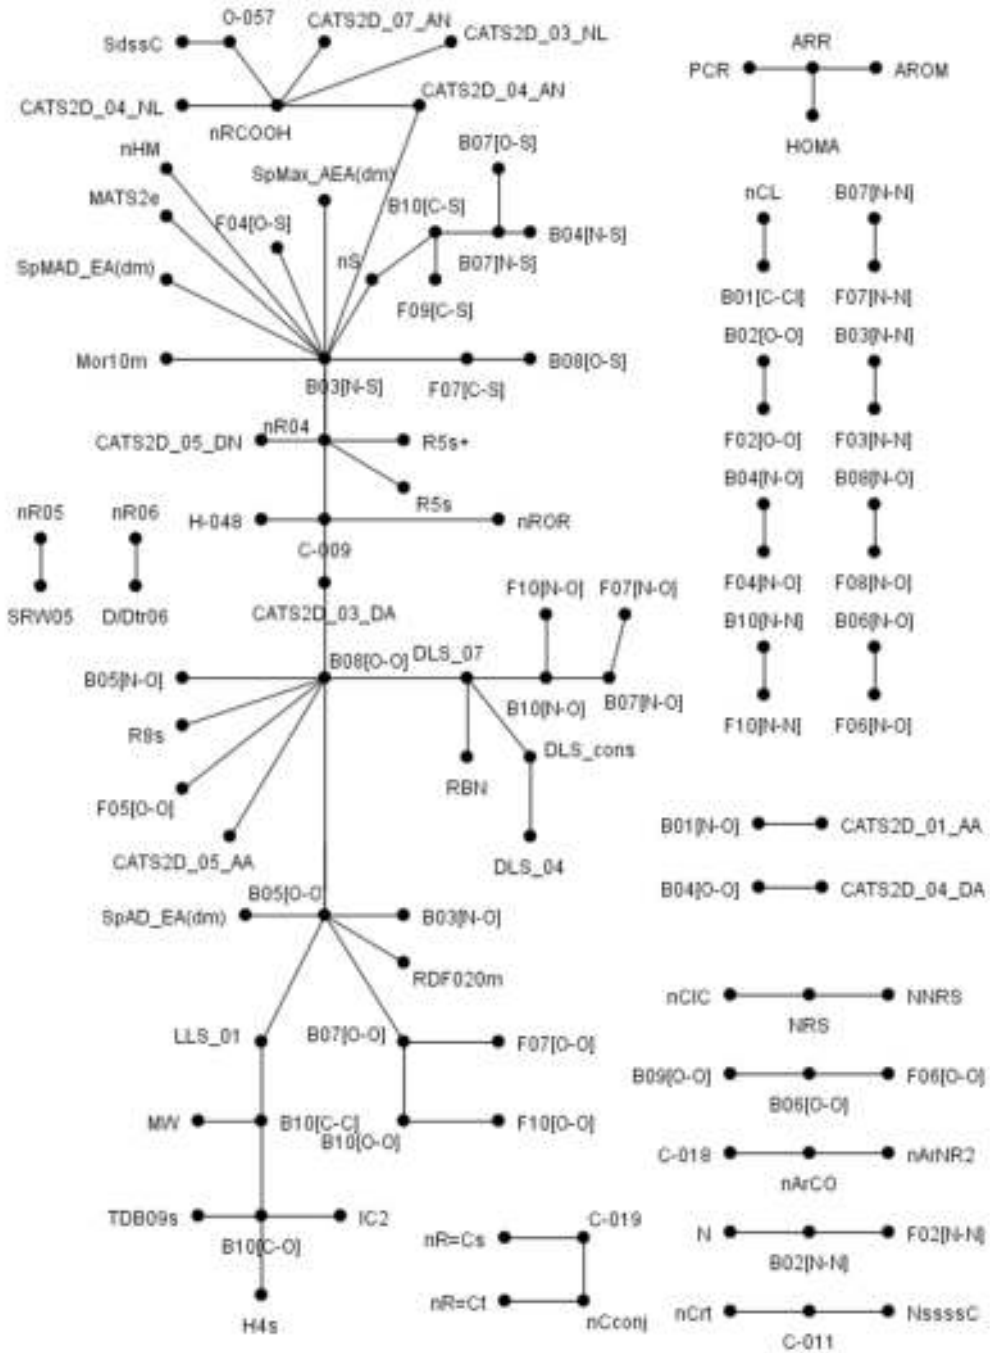 O-057 CATS2D_07_AN
SdssC CATS2D_03_NL
CATS2D_04_NL CATS2D_04_AN
nRCOOH
nHM B07[O-S]
SpMax_AEA(dm)
MATS2e B10[C-S]
F04[O-S] B04[N-S]
SpMAD_EA(dm) nS B07[N-S]
F09[C-S]
Mor10m B08[O-S]
B03[N-S] F07[C-S]
nR04
CATS2D_05_DN R5s+
R5s
H-048 nROR
C-009
nR05 nR06
SRW05 D/Dtr06
CATS2D_03_DA F10[N-O] F07[N-O]
B08[O-O] DLS_07
B05[N-O] B10[N-O] B07[N-O]
R8s DLS_cons
RBN
F05[O-O]
CATS2D_05_AA DLS_04
B05[O-O]
SpAD_EA(dm) B03[N-O]
RDF020m
LLS_01 B07[O-O] F07[O-O]
MW B10[C-C] F10[O-O]
B10[O-O]
TDB09s IC2
B10[C-O]
H4s
C-019
nR=Cs
nR=Ct
nCconj
ARR
PCR AROM
HOMA
nCL B07[N-N]
B01[C-Cl] F07[N-N]
B02[O-O] B03[N-N]
F02[O-O] F03[N-N]
B04[N-O] B08[N-O]
F04[N-O] F08[N-O]
B10[N-N] B06[N-O]
F10[N-N] F06[N-O]
B01[N-O] CATS2D_01_AA
B04[O-O] CATS2D_04_DA
nCIC NNRS
NRS
B09[O-O] F06[O-O]
B06[O-O]
C-018 nArNR2
nArCO
N F02[N-N]
B02[N-N]
nCrt NssssC
C-011